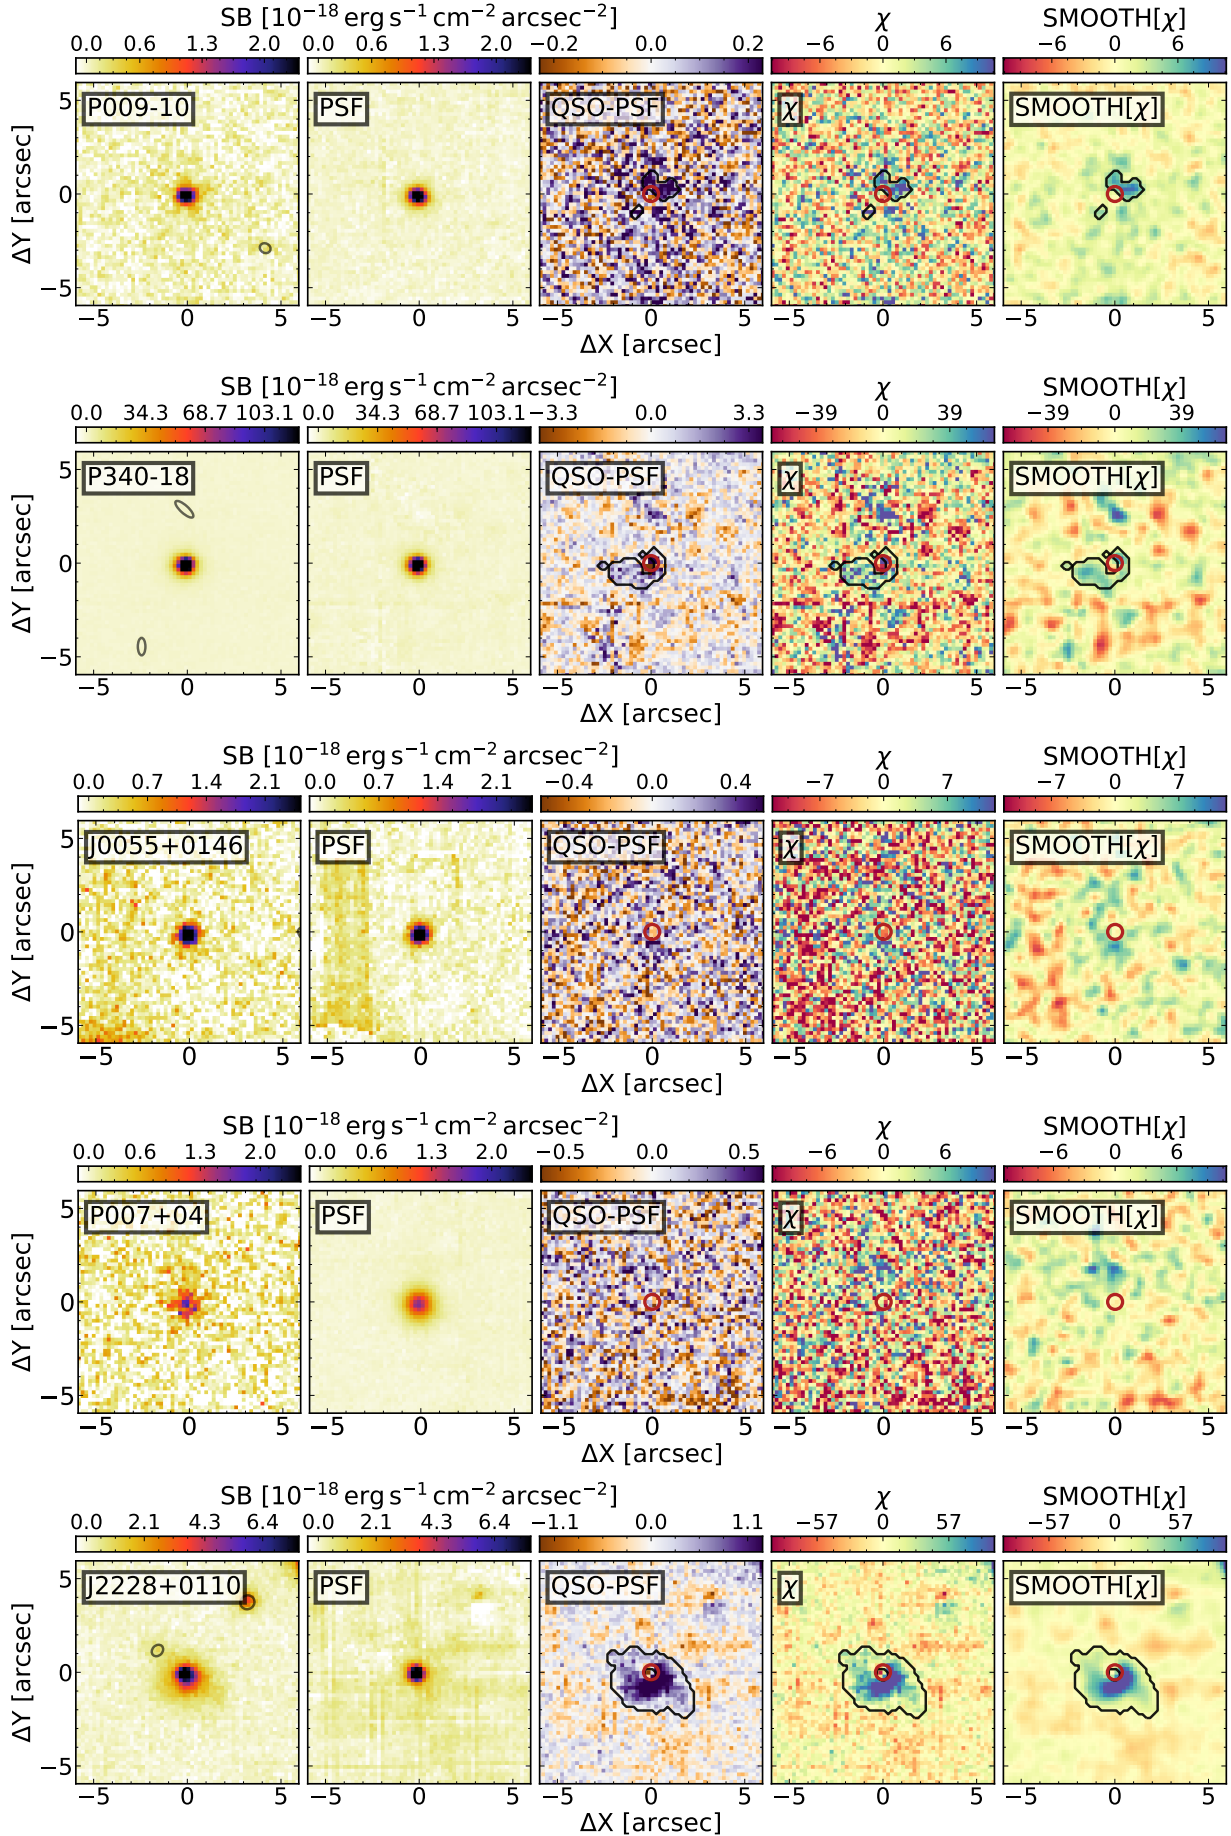 SB [10⁻¹⁸ erg s⁻¹ cm⁻² arcsec⁻²] χ SMOOTH[χ]
0.0 0.6 1.3 2.0 0.0 0.6 1.3 2.0 −0.2 0.0 0.2 −6 0 6 −6 0 6
P009-10 PSF QSO-PSF χ SMOOTH[χ]
5
0
−5
ΔY [arcsec]
−5 0 5 −5 0 5 −5 0 5 −5 0 5 −5 0 5
ΔX [arcsec]
SB [10⁻¹⁸ erg s⁻¹ cm⁻² arcsec⁻²] χ SMOOTH[χ]
0.0 34.3 68.7 103.1 0.0 34.3 68.7 103.1 −3.3 0.0 3.3 −39 0 39 −39 0 39
P340-18 PSF QSO-PSF χ SMOOTH[χ]
5
0
−5
ΔY [arcsec]
−5 0 5 −5 0 5 −5 0 5 −5 0 5 −5 0 5
ΔX [arcsec]
SB [10⁻¹⁸ erg s⁻¹ cm⁻² arcsec⁻²] χ SMOOTH[χ]
0.0 0.7 1.4 2.1 0.0 0.7 1.4 2.1 −0.4 0.0 0.4 −7 0 7 −7 0 7
J0055+0146 PSF QSO-PSF χ SMOOTH[χ]
5
0
−5
ΔY [arcsec]
−5 0 5 −5 0 5 −5 0 5 −5 0 5 −5 0 5
ΔX [arcsec]
SB [10⁻¹⁸ erg s⁻¹ cm⁻² arcsec⁻²] χ SMOOTH[χ]
0.0 0.6 1.3 2.0 0.0 0.6 1.3 2.0 −0.5 0.0 0.5 −6 0 6 −6 0 6
P007+04 PSF QSO-PSF χ SMOOTH[χ]
5
0
−5
ΔY [arcsec]
−5 0 5 −5 0 5 −5 0 5 −5 0 5 −5 0 5
ΔX [arcsec]
SB [10⁻¹⁸ erg s⁻¹ cm⁻² arcsec⁻²] χ SMOOTH[χ]
0.0 2.1 4.3 6.4 0.0 2.1 4.3 6.4 −1.1 0.0 1.1 −57 0 57 −57 0 57
J2228+0110 PSF QSO-PSF χ SMOOTH[χ]
5
0
−5
ΔY [arcsec]
−5 0 5 −5 0 5 −5 0 5 −5 0 5 −5 0 5
ΔX [arcsec]